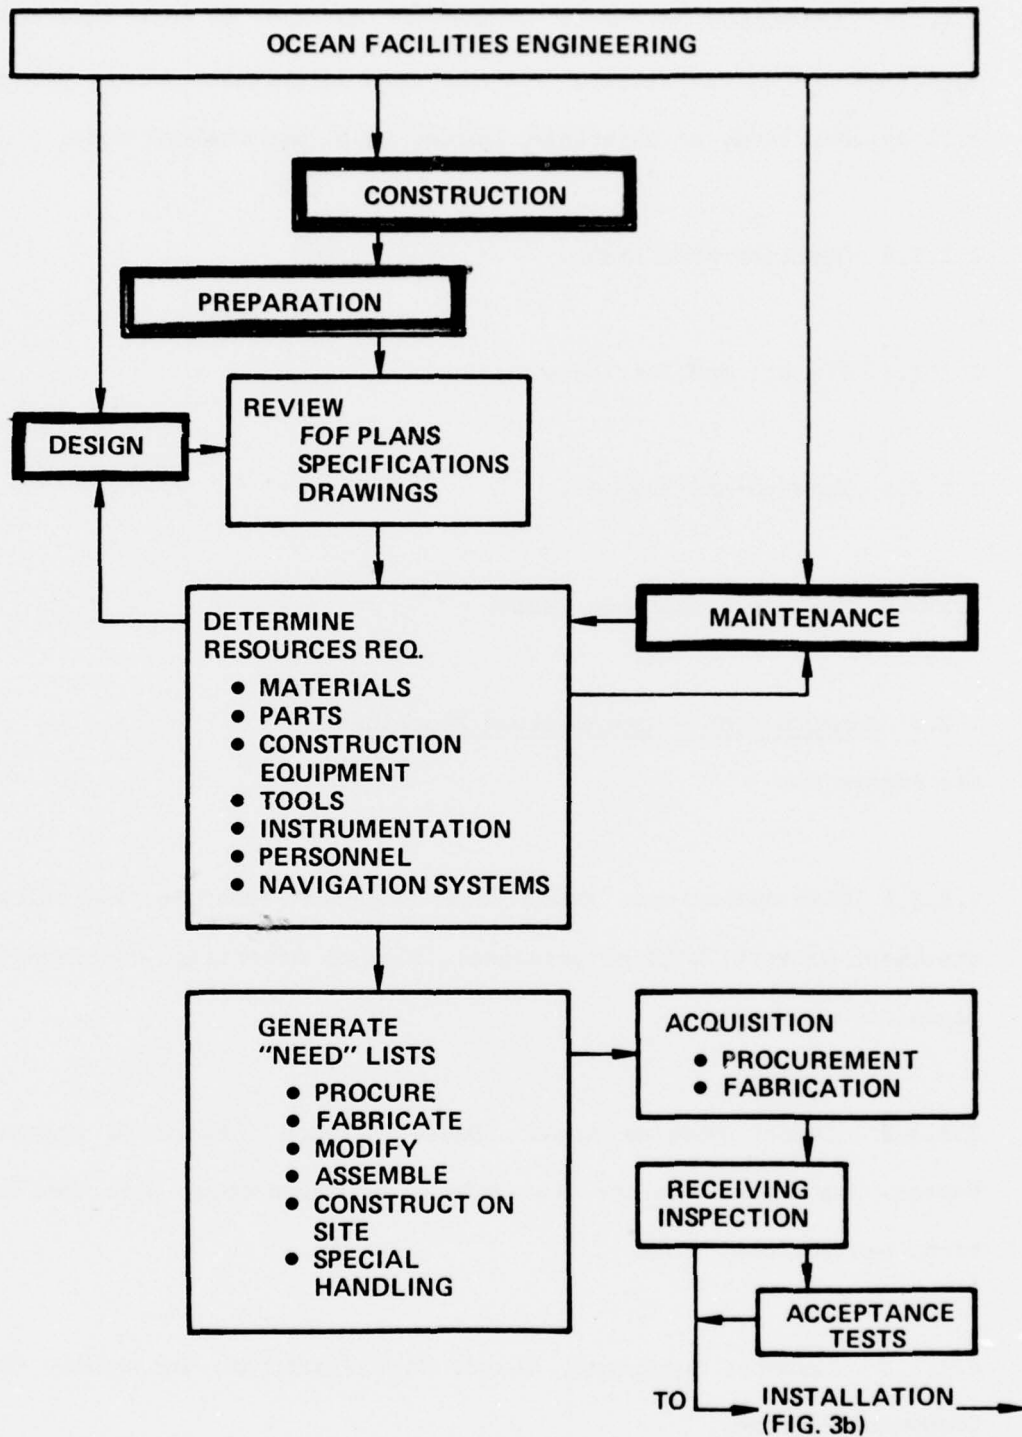 OCEAN FACILITIES ENGINEERING
CONSTRUCTION
PREPARATION
DESIGN
REVIEW
FOF PLANS
SPECIFICATIONS
DRAWINGS
DETERMINE
RESOURCES REQ.
• MATERIALS
• PARTS
• CONSTRUCTION
EQUIPMENT
• TOOLS
• INSTRUMENTATION
• PERSONNEL
• NAVIGATION SYSTEMS
MAINTENANCE
GENERATE
"NEED" LISTS
• PROCURE
• FABRICATE
• MODIFY
• ASSEMBLE
• CONSTRUCT ON
SITE
• SPECIAL
HANDLING
ACQUISITION
• PROCUREMENT
• FABRICATION
RECEIVING
INSPECTION
ACCEPTANCE
TESTS
TO INSTALLATION
(FIG. 3b)